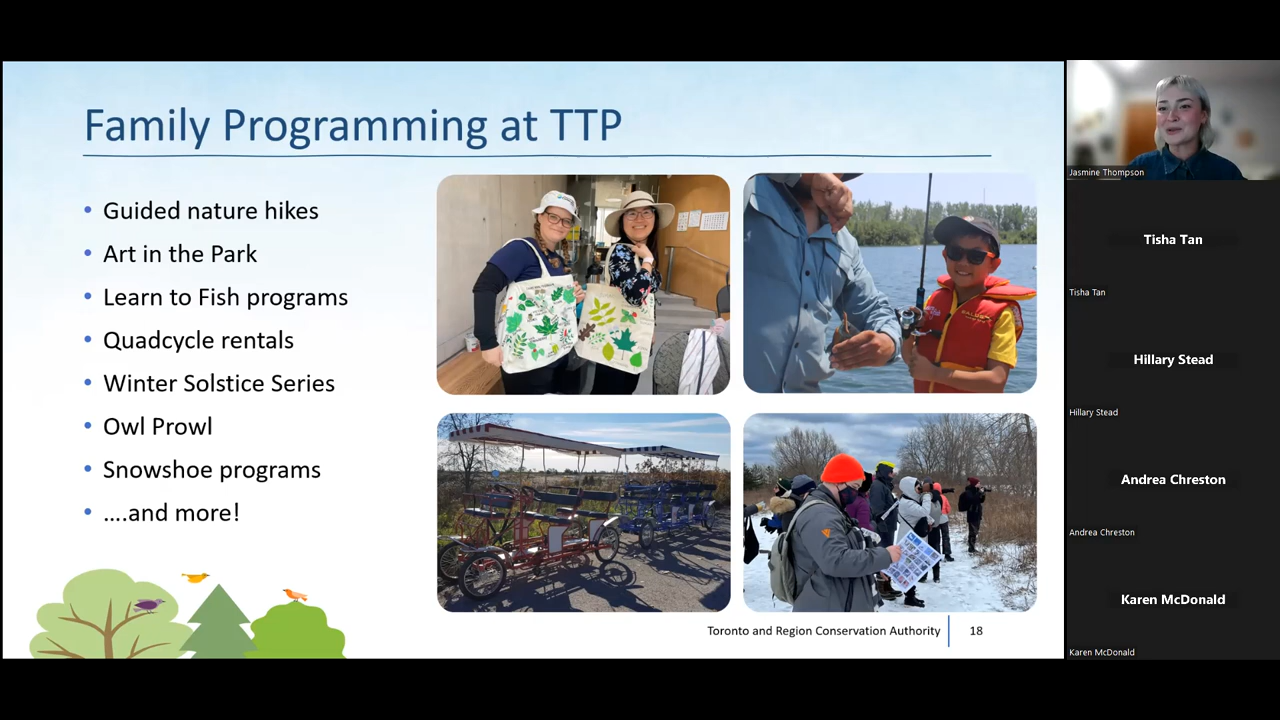 Family Programming at TTP
• Guided nature hikes
• Art in the Park
• Learn to Fish programs
• Quadcycle rentals
• Winter Solstice Series
• Owl Prowl
• Snowshoe programs
• ....and more!
Toronto and Region Conservation Authority
18
Jasmine Thompson
Tisha Tan
Tisha Tan
Hillary Stead
Hillary Stead
Andrea Chreston
Andrea Chreston
Karen McDonald
Karen McDonald